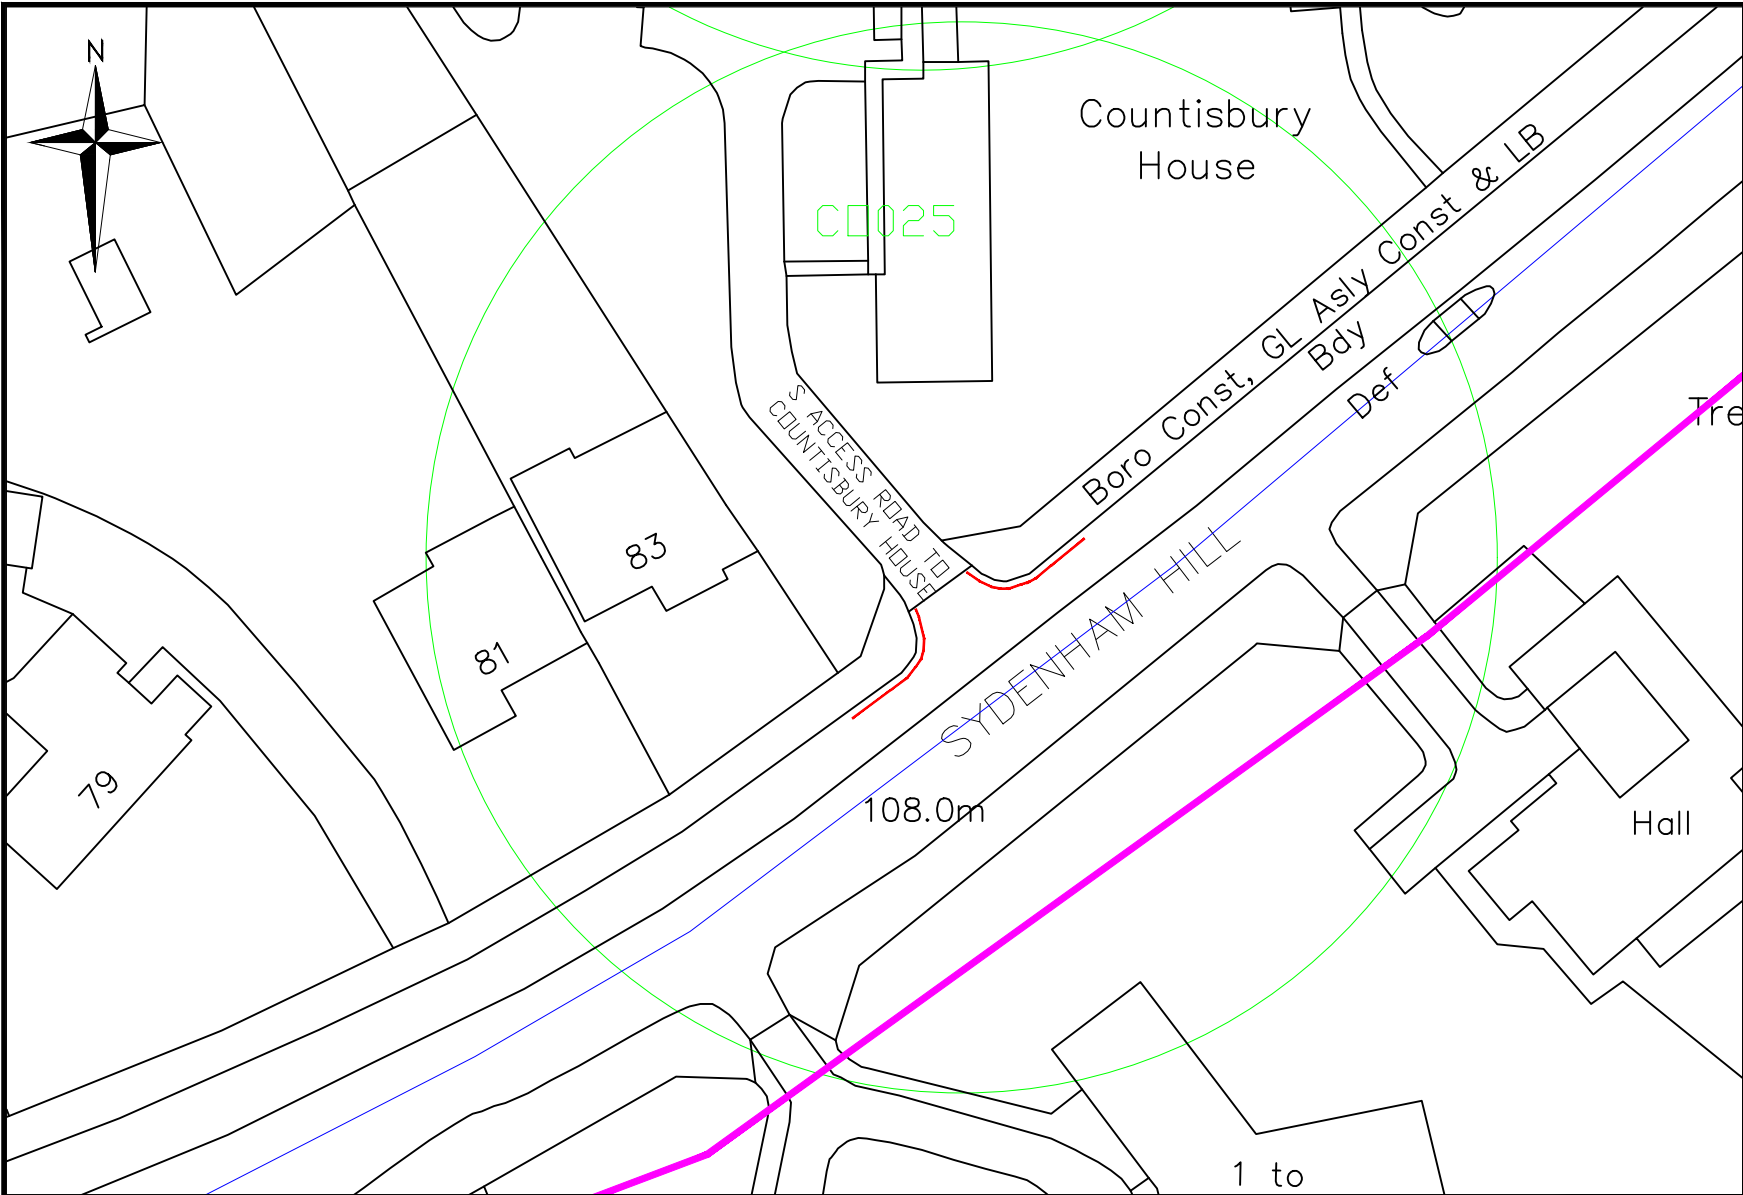 N
Countisbury
House
CD025
Boro Const, GL Asly Const & LB
Bdy
Def
Tre
S ACCESS ROAD TO
COUNTISBURY HOUSE
83
81
79
SYDENHAM HILL
108.0m
Hall
1 to